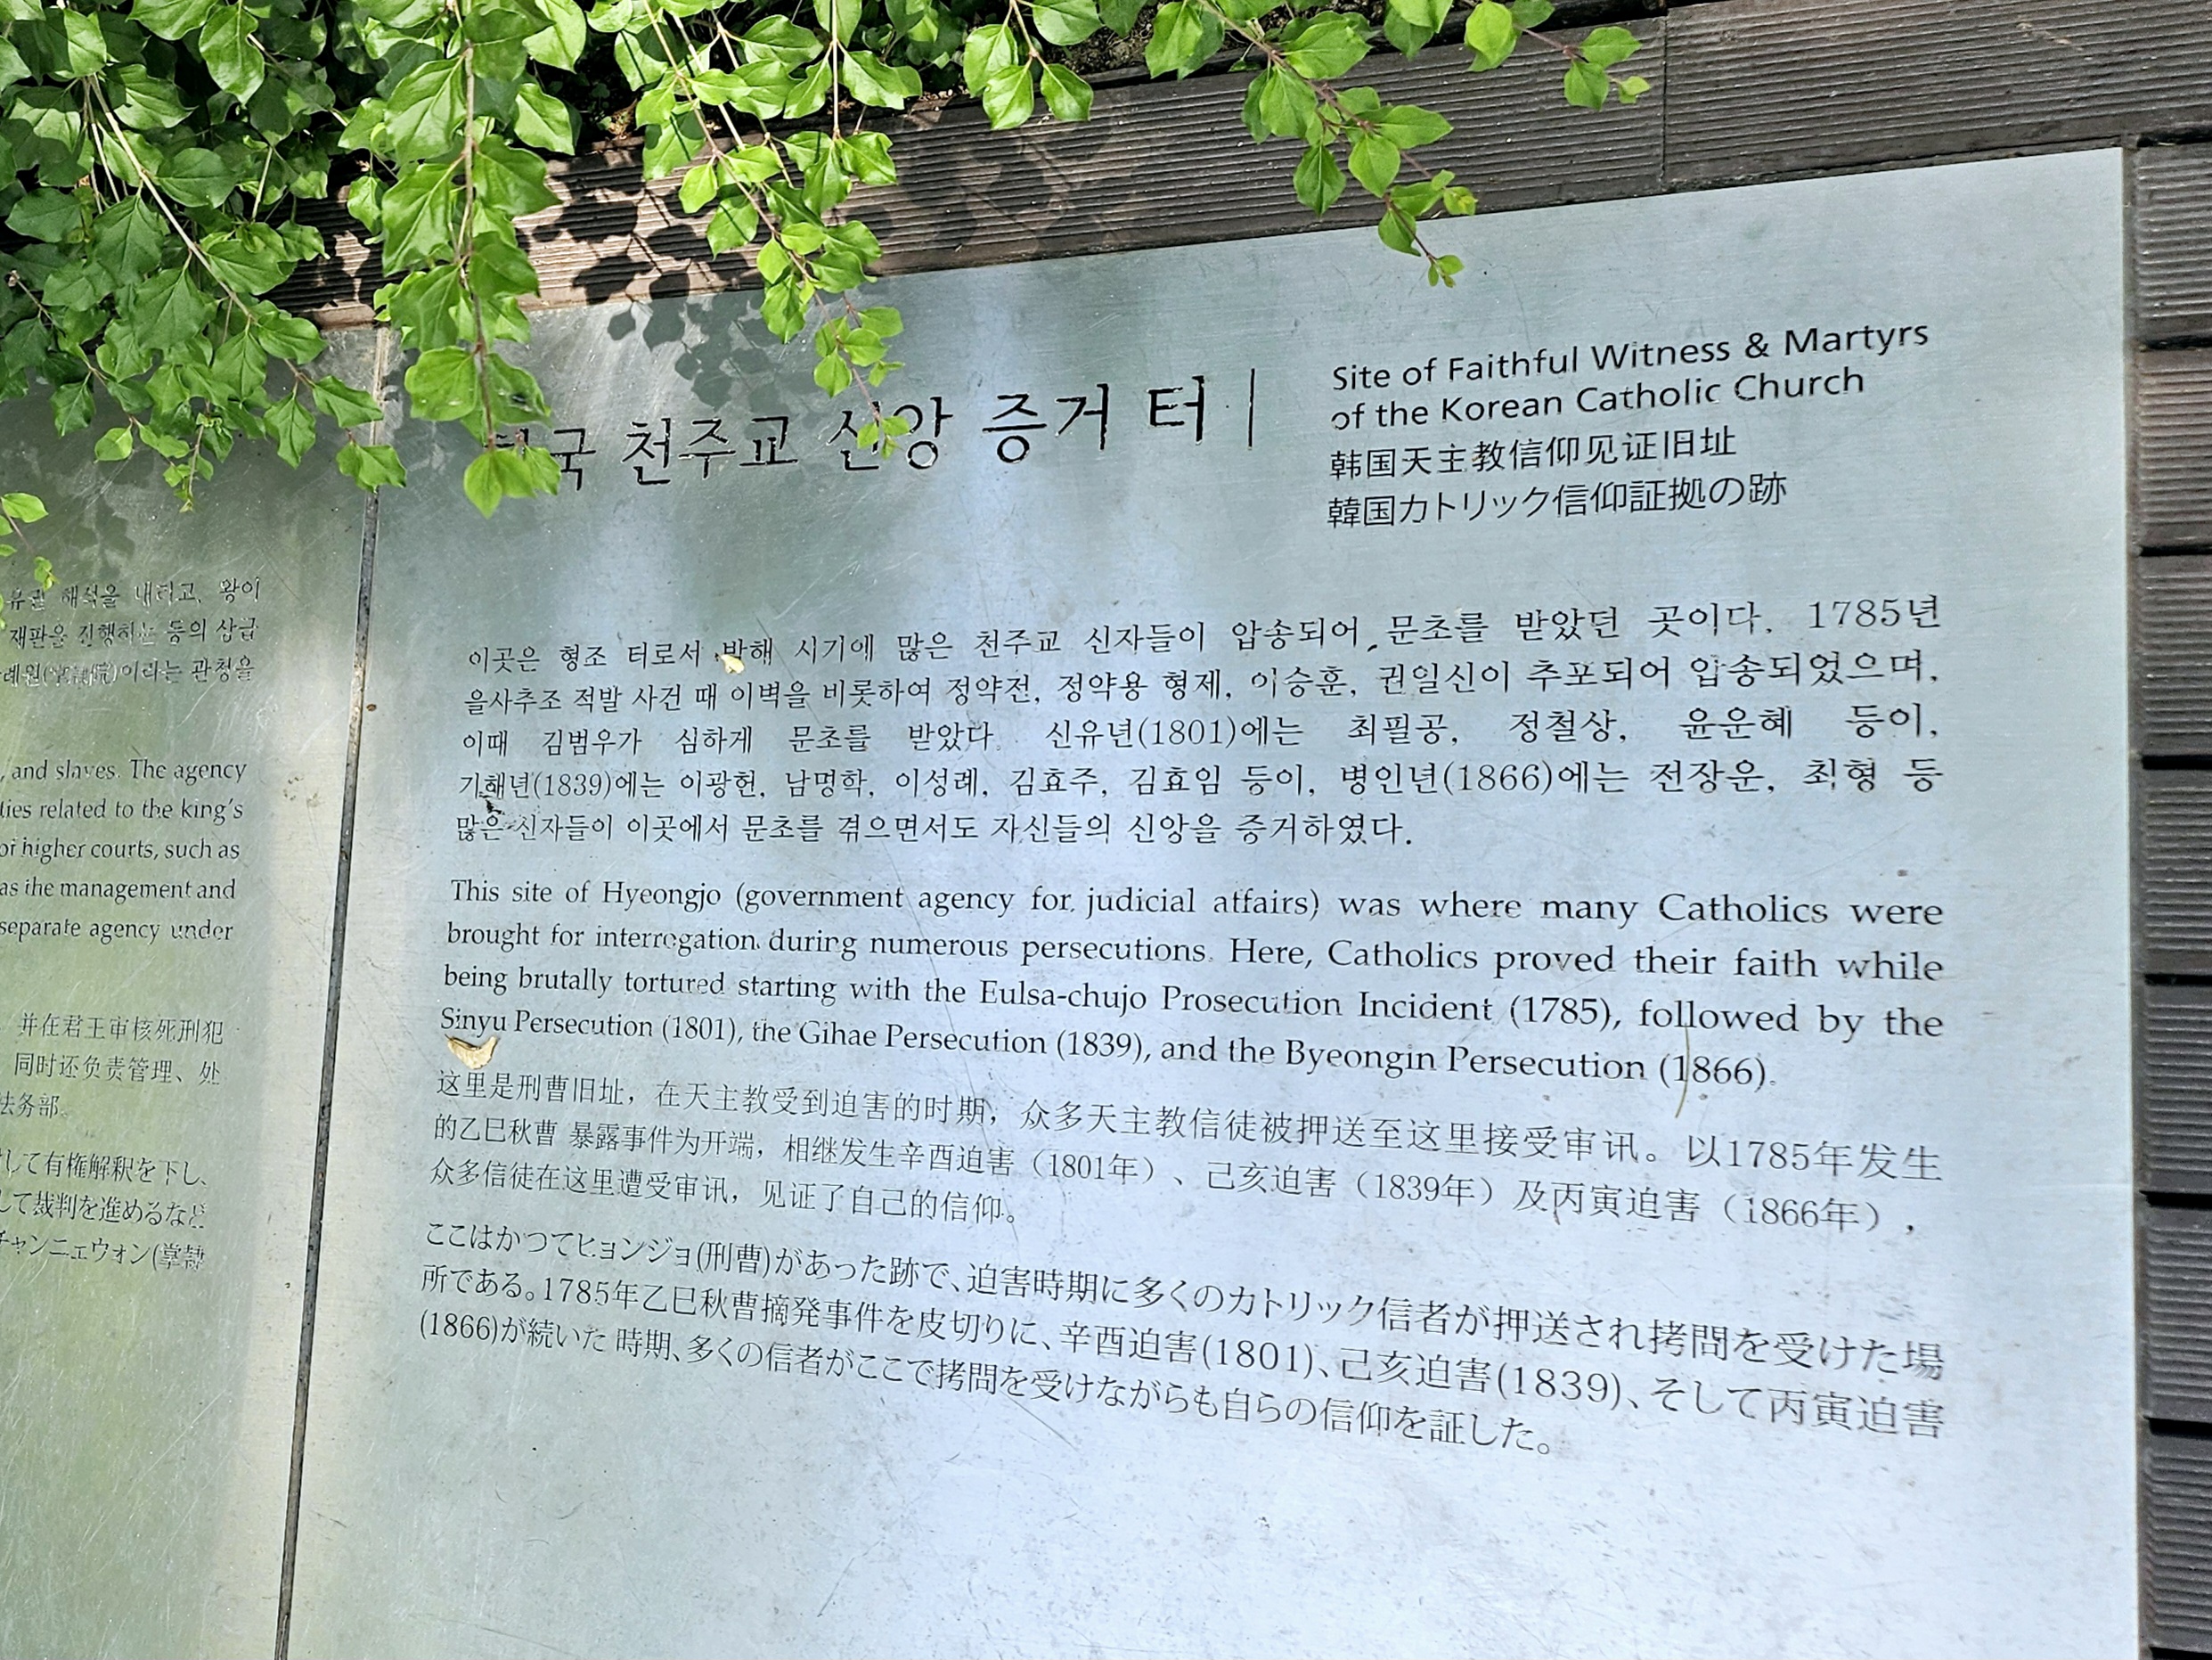 국 천주교 신앙 증거 터
Site of Faithful Witness & Martyrs
of the Korean Catholic Church
韩国天主教信仰见证旧址
韓国カトリック信仰証拠の跡
해석을 내리고, 왕이
재판을 진행하는 등의 상급
이라는 관청을
, and slaves. The agency
ties related to the king's
or higher courts, such as
as the management and
separate agency under
并在君王审核死刑犯
同时还负责管理、处
法务部。
して有権解釈を下し、
して裁判を進めるなど
チャンニェウォン(掌隷
이곳은 형조 터로서 박해 시기에 많은 천주교 신자들이 압송되어 문초를 받았던 곳이다. 1785년
을사추조 적발 사건 때 이벽을 비롯하여 정약전, 정약용 형제, 이승훈, 권일신이 추포되어 압송되었으며,
이때 김범우가 심하게 문초를 받았다 신유년(1801)에는 최필공, 정철상, 윤운혜 등이,
기해년(1839)에는 이광헌, 남명학, 이성례, 김효주, 김효임 등이, 병인년(1866)에는 전장운, 최형 등
많은 신자들이 이곳에서 문초를 겪으면서도 자신들의 신앙을 증거하였다.
This site of Hyeongjo (government agency for judicial affairs) was where many Catholics were
brought for interrogation during numerous persecutions. Here, Catholics proved their faith while
being brutally tortured starting with the Eulsa-chujo Prosecution Incident (1785), followed by the
Sinyu Persecution (1801), the Gihae Persecution (1839), and the Byeongin Persecution (1866).
这里是刑曹旧址，在天主教受到迫害的时期，众多天主教信徒被押送至这里接受审讯。以1785年发生
的乙巳秋曹 暴露事件为开端，相继发生辛酉迫害（1801年）、己亥迫害（1839年）及丙寅迫害（1866年），
众多信徒在这里遭受审讯，见证了自己的信仰。
ここはかつてヒョンジョ(刑曹)があった跡で、迫害時期に多くのカトリック信者が押送され拷問を受けた場
所である。1785年乙巳秋曹摘発事件を皮切りに、辛酉迫害(1801)、己亥迫害(1839)、そして丙寅迫害
(1866)が続いた 時期、多くの信者がここで拷問を受けながらも自らの信仰を証した。